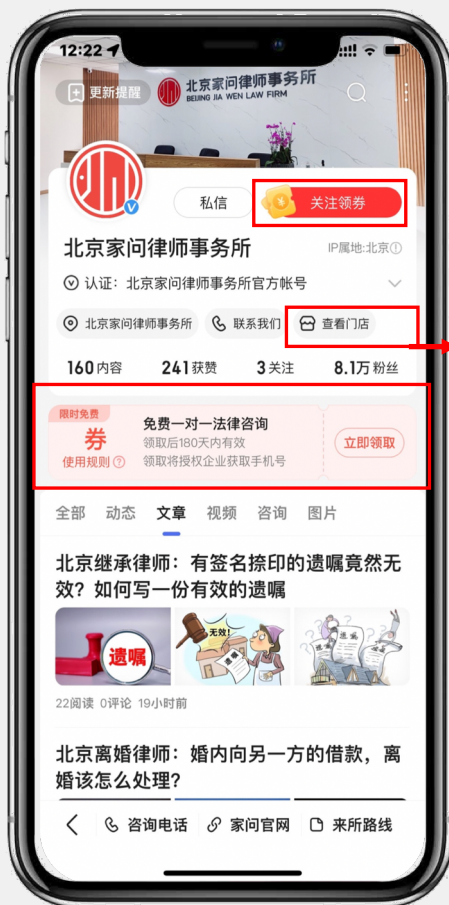 12:22
更新提醒
北京家问律师事务所
BEIJING JIA WEN LAW FIRM
私信
关注领券
北京家问律师事务所
IP属地:北京
认证：北京家问律师事务所官方帐号
北京家问律师事务所
联系我们
查看门店
160内容
241获赞
3关注
8.1万粉丝
限时免费
券
使用规则?
免费一对一法律咨询
领取后180天内有效
领取将授权企业获取手机号
立即领取
全部 动态 文章 视频 咨询 图片
北京继承律师：有签名捺印的遗嘱竟然无
效？如何写一份有效的遗嘱
遗嘱
无效!
遗嘱
22阅读 0评论 19小时前
北京离婚律师：婚内向另一方的借款，离
婚该怎么处理?
咨询电话
家问官网
来所路线